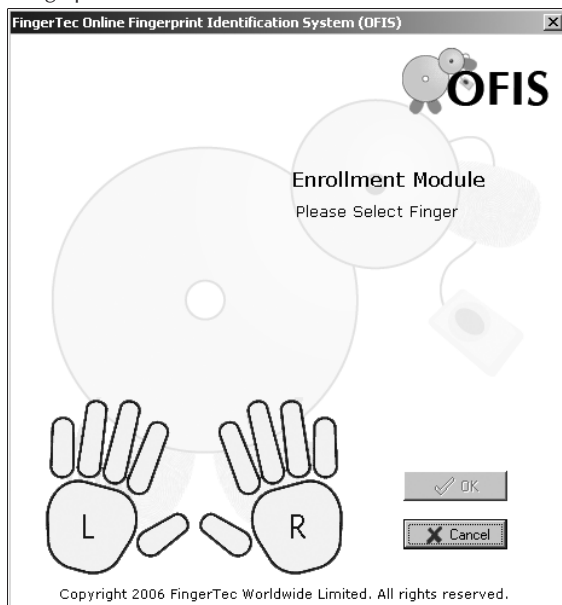 FingerTec Online Fingerprint Identification System (OFIS)
OFIS
Enrollment Module
Please Select Finger
L
R
OK
Cancel
Copyright 2006 FingerTec Worldwide Limited. All rights reserved.